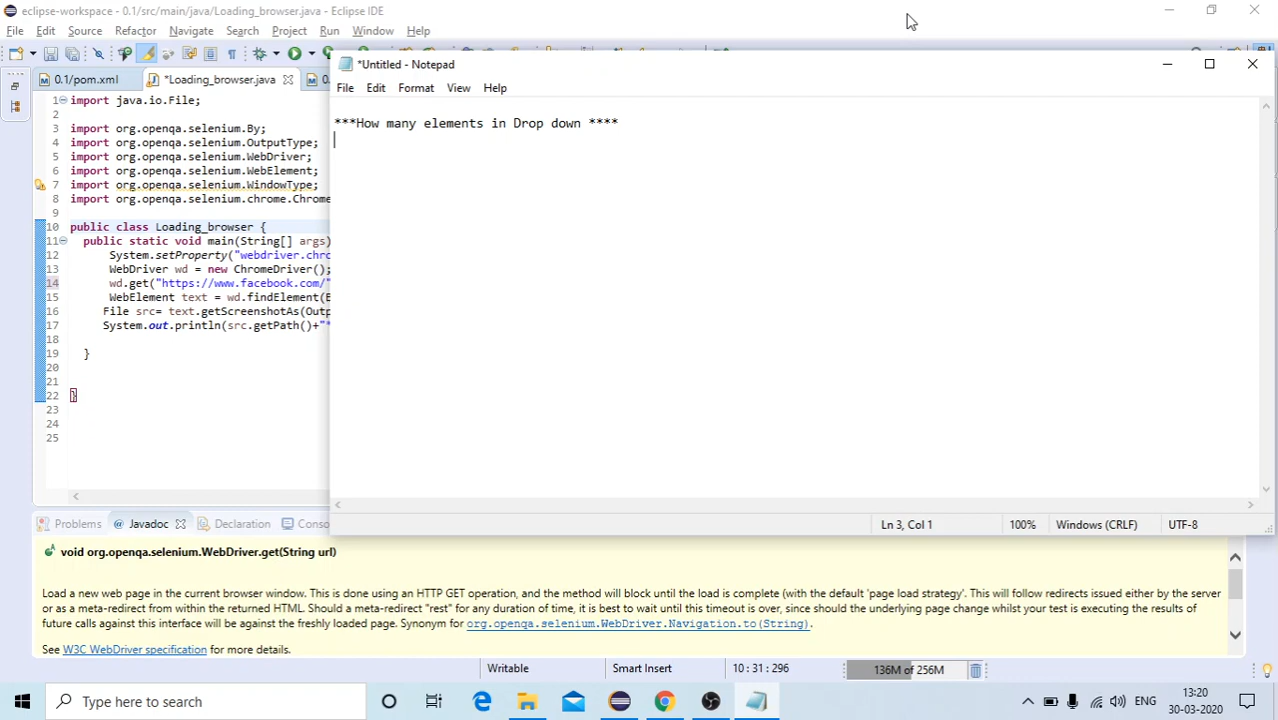 eclipse-workspace - 0.1/src/main/java/Loading_browser.java - Eclipse IDE
File Edit Source Refactor Navigate Search Project Run Window Help
0.1/pom.xml *Loading_browser.java 0.
1 import java.io.File;
2
3 import org.openqa.selenium.By;
4 import org.openqa.selenium.OutputType;
5 import org.openqa.selenium.WebDriver;
6 import org.openqa.selenium.WebElement;
7 import org.openqa.selenium.WindowType;
8 import org.openqa.selenium.chrome.Chrome
9
10 public class Loading_browser {
11 public static void main(String[] args)
12 System.setProperty("webdriver.chro
13 WebDriver wd = new ChromeDriver();
14 wd.get("https://www.facebook.com/"
15 WebElement text = wd.findElement(B
16 File src= text.getScreenshotAs(Outp
17 System.out.println(src.getPath()+"*
18
19 }
20
21
22 }
23
24
25
*Untitled - Notepad
File Edit Format View Help
***How many elements in Drop down ****
Ln 3, Col 1 100% Windows (CRLF) UTF-8
Problems Javadoc Declaration Conso
void org.openqa.selenium.WebDriver.get(String url)
Load a new web page in the current browser window. This is done using an HTTP GET operation, and the method will block until the load is complete (with the default 'page load strategy'. This will follow redirects issued either by the server
or as a meta-redirect from within the returned HTML. Should a meta-redirect "rest" for any duration of time, it is best to wait until this timeout is over, since should the underlying page change whilst your test is executing the results of
future calls against this interface will be against the freshly loaded page. Synonym for org.openqa.selenium.WebDriver.Navigation.to(String).
See W3C WebDriver specification for more details.
Writable Smart Insert 10 : 31 : 296 136M of 256M
Type here to search
ENG
13:20
30-03-2020